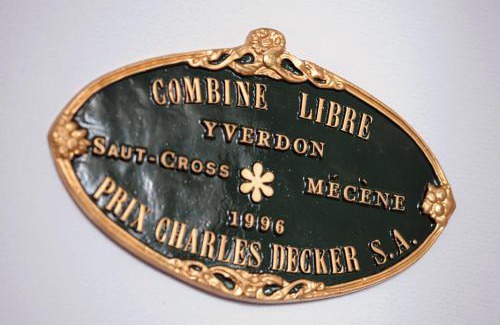 COMBINE LIBRE
YVERDON
SAUT-CROSS MÉCÈNE
1996
PRIX CHARLES DECKER S.A.